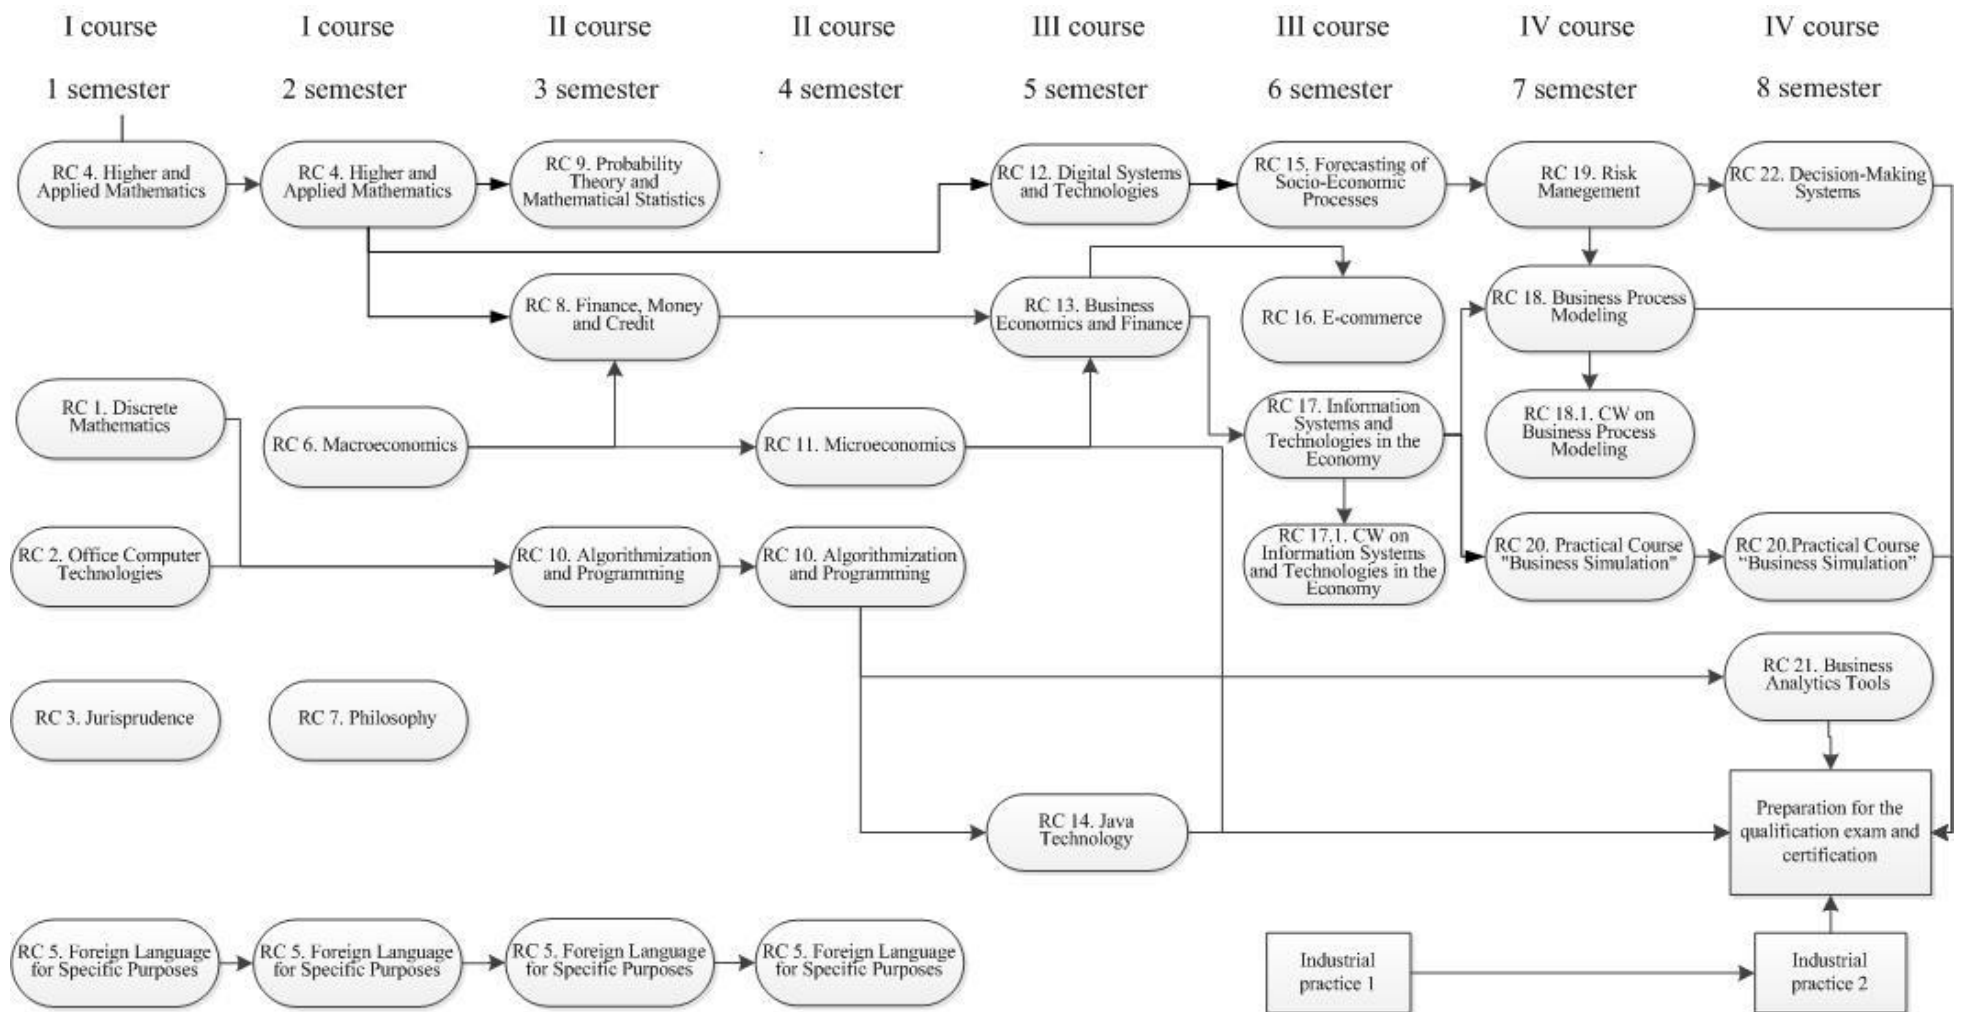 I course
I course
II course
II course
III course
III course
IV course
IV course
1 semester
2 semester
3 semester
4 semester
5 semester
6 semester
7 semester
8 semester
RC 4. Higher and
Applied Mathematics
RC 4. Higher and
Applied Mathematics
RC 9. Probability
Theory and
Mathematical Statistics
RC 12. Digital Systems
and Technologies
RC 15. Forecasting of
Socio-Economic
Processes
RC 19. Risk
Manegement
RC 22. Decision-Making
Systems
RC 8. Finance, Money
and Credit
RC 13. Business
Economics and Finance
RC 16. E-commerce
RC 18. Business Process
Modeling
RC 1. Discrete
Mathematics
RC 6. Macroeconomics
RC 11. Microeconomics
RC 17. Information
Systems and
Technologies in the
Economy
RC 18.1. CW on
Business Process
Modeling
RC 2. Office Computer
Technologies
RC 10. Algorithmization
and Programming
RC 10. Algorithmization
and Programming
RC 17.1. CW on
Information Systems
and Technologies in the
Economy
RC 20. Practical Course
"Business Simulation"
RC 20.Practical Course
“Business Simulation”
RC 3. Jurisprudence
RC 7. Philosophy
RC 21. Business
Analytics Tools
RC 14. Java
Technology
Preparation for the
qualification exam and
certification
RC 5. Foreign Language
for Specific Purposes
RC 5. Foreign Language
for Specific Purposes
RC 5. Foreign Language
for Specific Purposes
RC 5. Foreign Language
for Specific Purposes
Industrial
practice 1
Industrial
practice 2